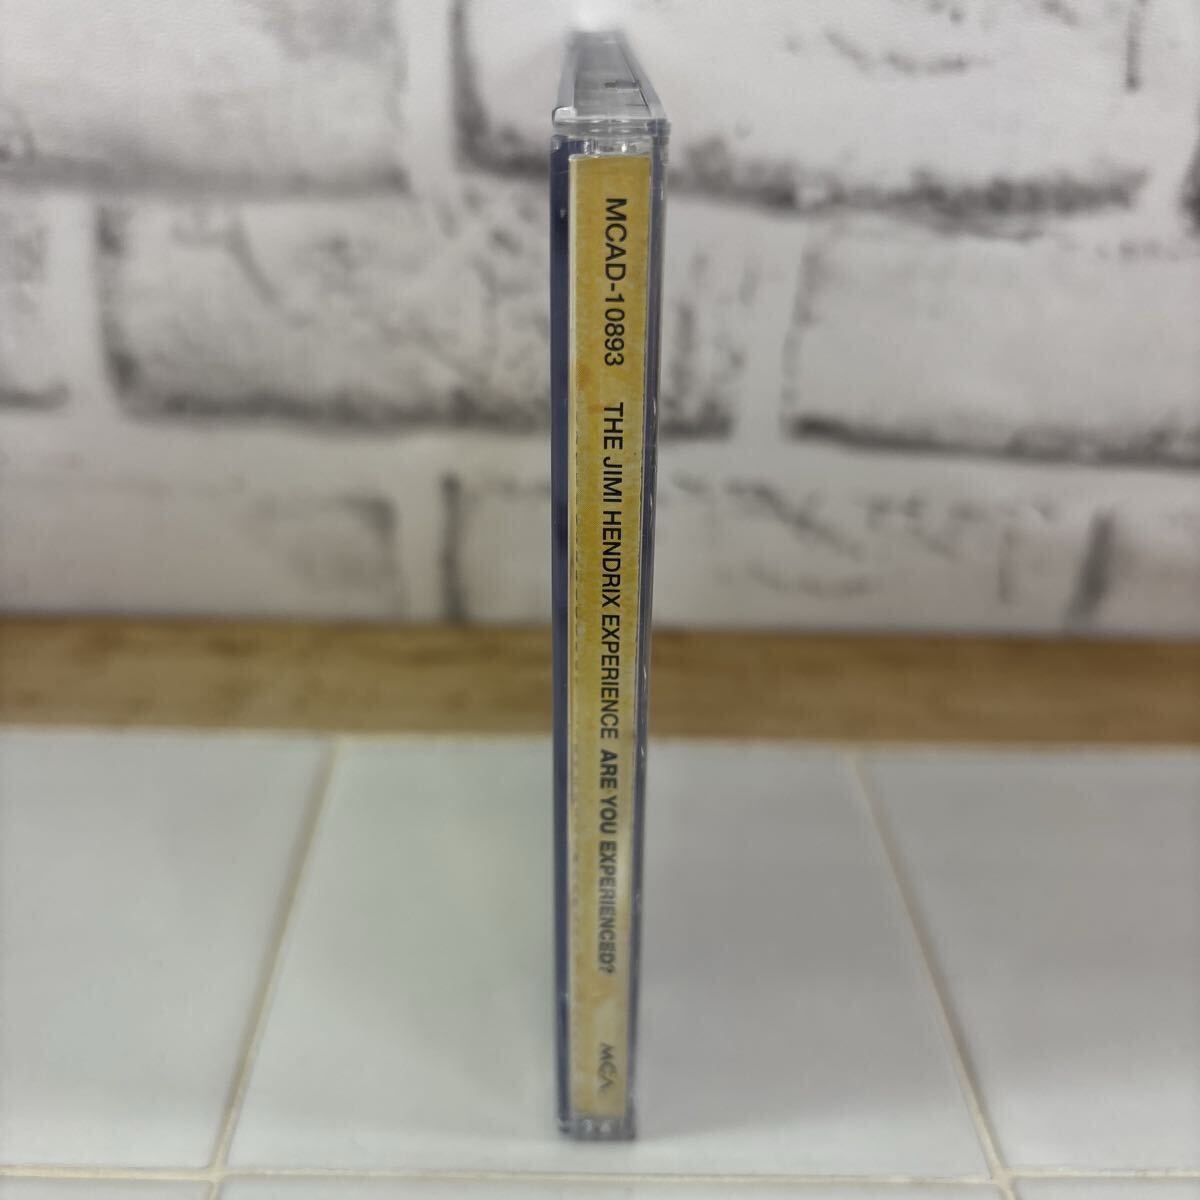 MCAD-10893 THE JIMI HENDRIX EXPERIENCE ARE YOU EXPERIENCED? MCA